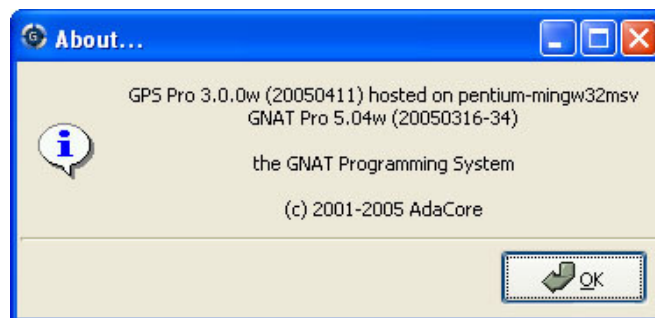 About...
GPS Pro 3.0.0w (20050411) hosted on pentium-mingw32msv
GNAT Pro 5.04w (20050316-34)
the GNAT Programming System
(c) 2001-2005 AdaCore
OK